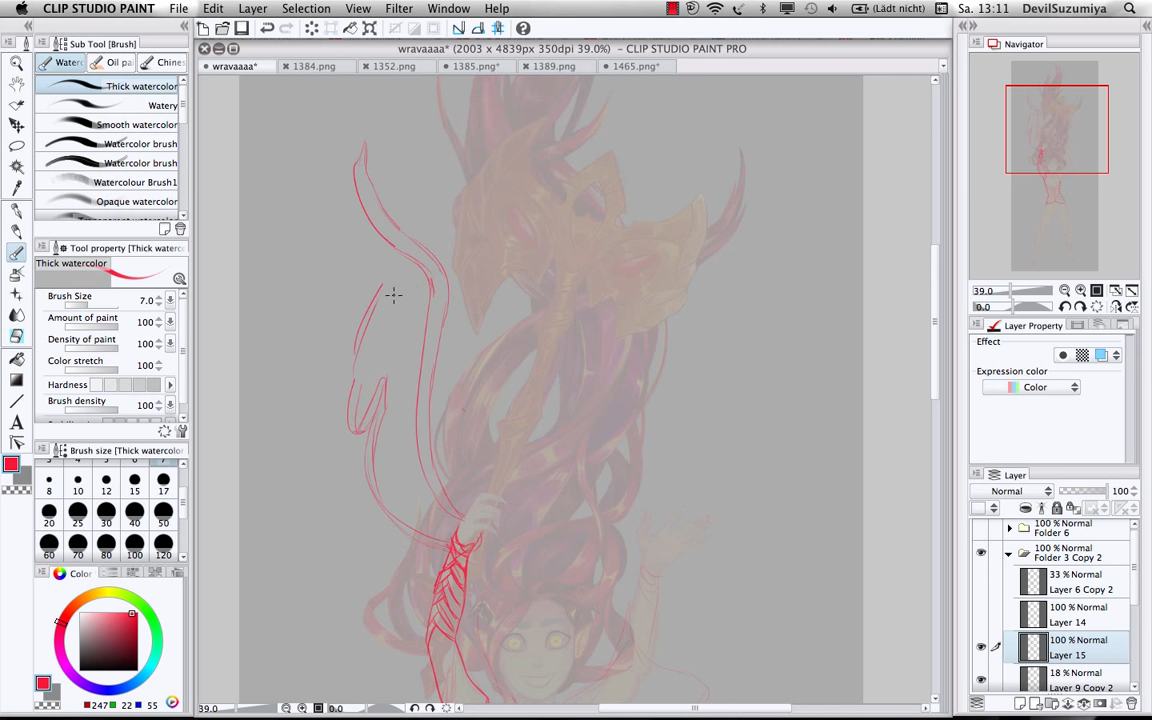 CLIP STUDIO PAINT File Edit Layer Selection View Filter Window Help (Lädt nicht) Sa. 13:11 DevilSuzumiya
wravaaaa* (2003 x 4839px 350dpi 39.0%) - CLIP STUDIO PAINT PRO
wravaaaa* 1384.png 1352.png 1385.png* 1389.png 1465.png*
Sub Tool [Brush]
Waterc Oil pa Chines
Thick watercolor
Watery
Smooth watercolor
Watercolor brush
Watercolor brush
Watercolour Brush1
Opaque watercolor
Tool property [Thick waterc
Thick watercolor
Brush Size 7.0
Amount of paint 100
Density of paint 100
Color stretch 100
Hardness
Brush density 100
Brush size [Thick watercolor
8 10 12 15 17
20 25 30 40 50
60 70 80 100 120
Color
247 22 55
39.0 0.0
Navigator
39.0
0.0
Layer Property
Effect
Expression color
Color
Layer
Normal 100
100 % Normal
Folder 6
100 % Normal
Folder 3 Copy 2
33 % Normal
Layer 6 Copy 2
100 % Normal
Layer 14
100 % Normal
Layer 15
18 % Normal
Layer 9 Copy 2